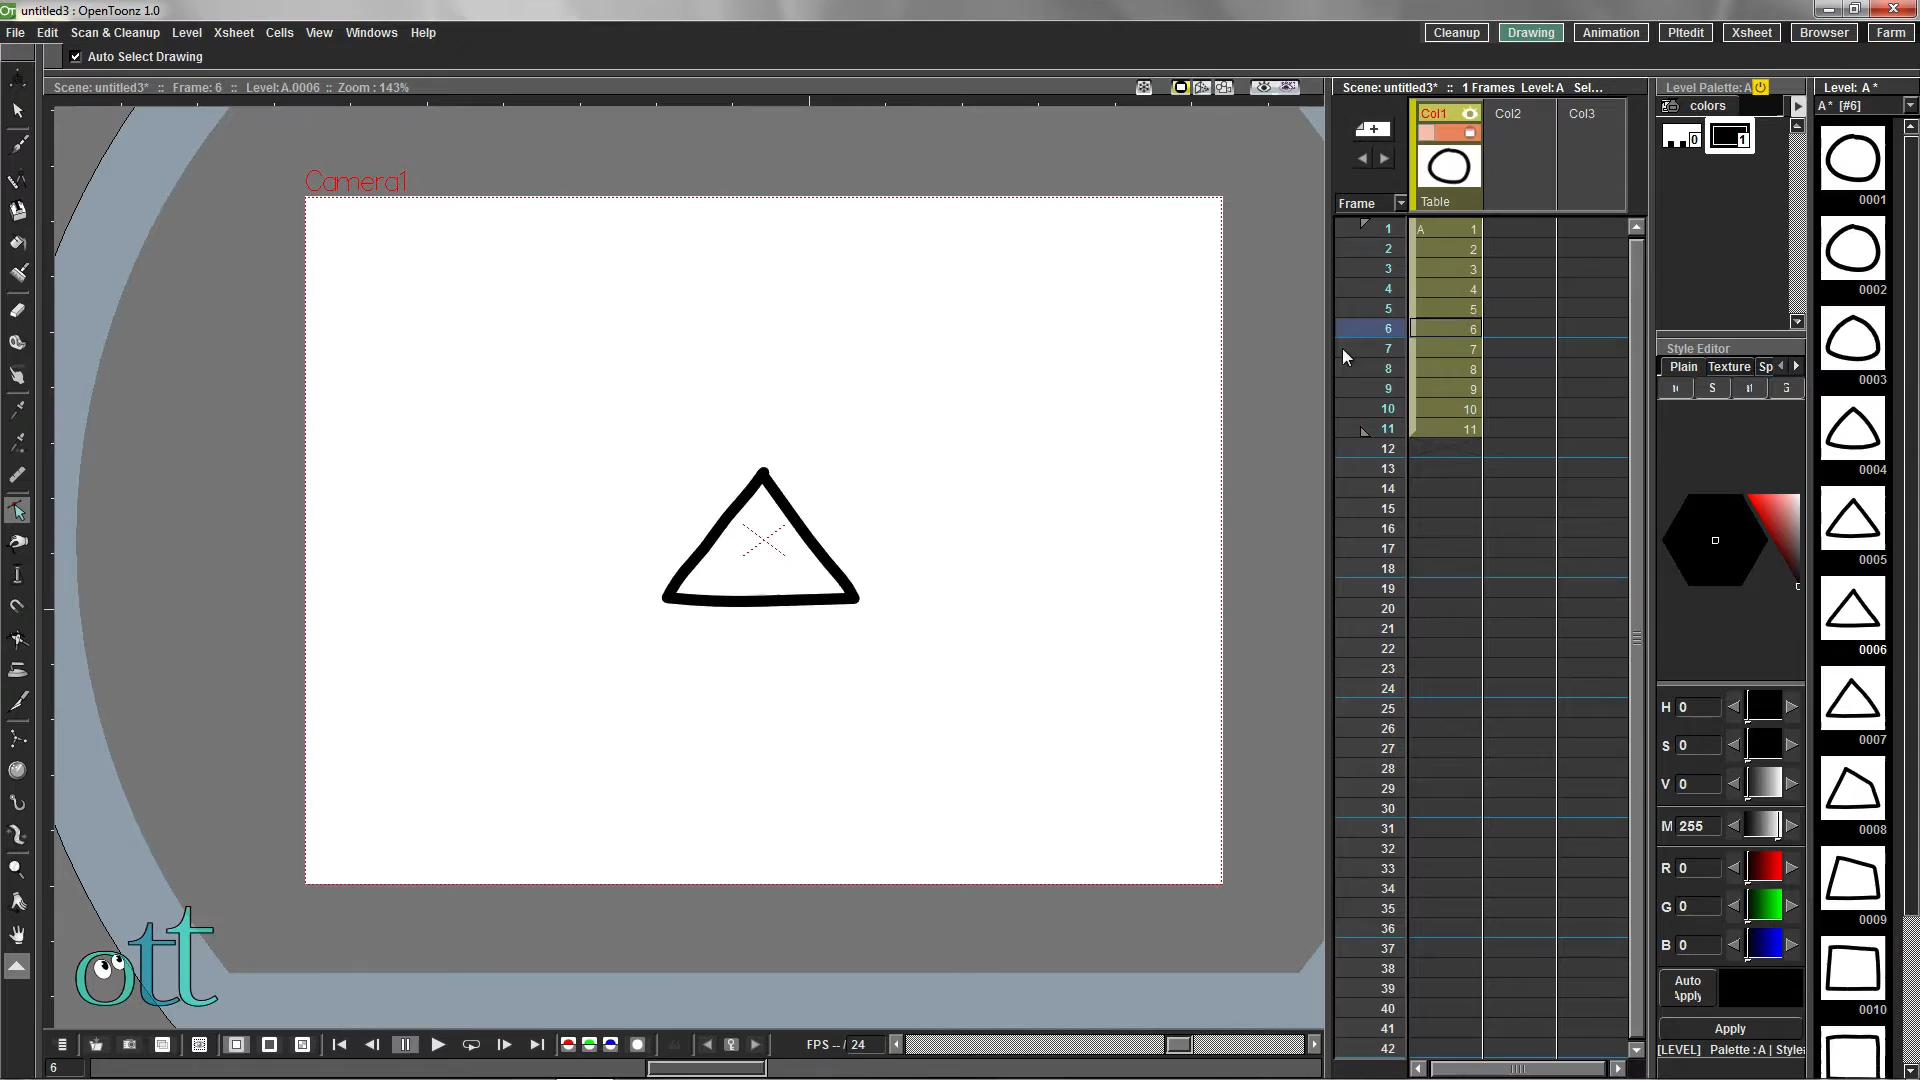 untitled3 : OpenToonz 1.0
File Edit Scan & Cleanup Level Xsheet Cells View Windows Help
Cleanup Drawing Animation Pltedit Xsheet Browser Farm
Auto Select Drawing
Scene: untitled3* :: Frame: 6 :: Level: A.0006 :: Zoom : 143%
Scene: untitled3* :: 1 Frames Level: A Sel...
Level Palette: A
Level: A *
colors
A* [#6]
0 1
Col1 Col2 Col3
Frame
Table
Camera1
1 A 1
2 2
3 3
4 4
5 5
6 6
7 7
8 8
9 9
10 10
11 11
12
13
14
15
16
17
18
19
20
21
22
23
24
25
26
27
28
29
30
31
32
33
34
35
36
37
38
39
40
41
42
Style Editor
Plain Texture Sp
S G
H 0
S 0
V 0
M 255
R 0
G 0
B 0
Auto
Apply
Apply
[LEVEL] Palette : A | Style
0001
0002
0003
0004
0005
0006
0007
0008
0009
0010
ott
FPS -- / 24
6